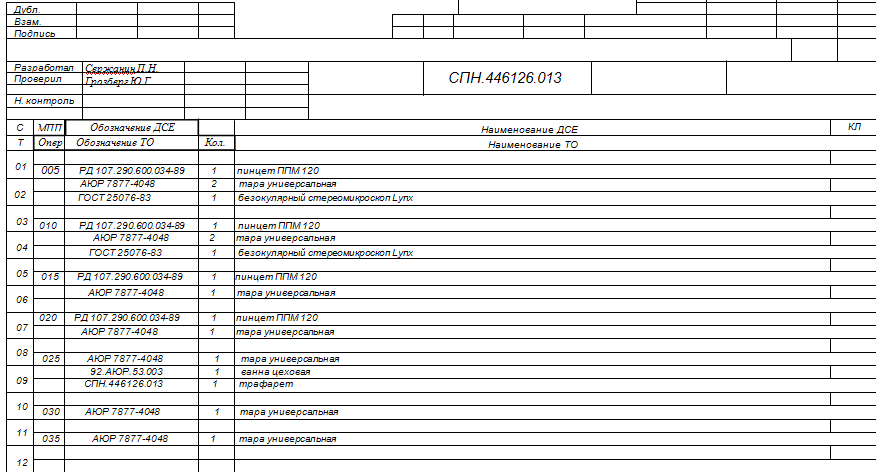 Дубл.
Взам.
Подпись
Разработал Сержанин П.Н.
Проверил Грозберг Ю.Г.
СПН.446126.013
Н. контроль
С МПП Обозначение ДСЕ Наименование ДСЕ КП
Т Опер Обозначение ТО Кол. Наименование ТО
01 005 РД 107.290.600.034-89 1 пинцет ППМ 120
АЮР 7877-4048 2 тара универсальная
02 ГОСТ 25076-83 1 безокулярный стереомикроскоп Lynx
03 010 РД 107.290.600.034-89 1 пинцет ППМ 120
АЮР 7877-4048 2 тара универсальная
04 ГОСТ 25076-83 1 безокулярный стереомикроскоп Lynx
05 015 РД 107.290.600.034-89 1 пинцет ППМ 120
06 АЮР 7877-4048 1 тара универсальная
020 РД 107.290.600.034-89 1 пинцет ППМ 120
07 АЮР 7877-4048 1 тара универсальная
08 025 АЮР 7877-4048 1 тара универсальная
92.АЮР.53.003 1 ванна цеховая
09 СПН.446126.013 1 трафарет
10 030 АЮР 7877-4048 1 тара универсальная
11 035 АЮР 7877-4048 1 тара универсальная
12